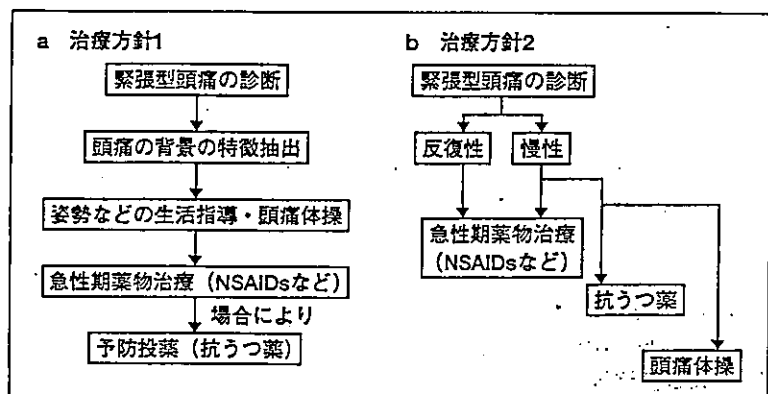 a 治療方針1
緊張型頭痛の診断
頭痛の背景の特徴抽出
姿勢などの生活指導・頭痛体操
急性期薬物治療（NSAIDsなど）
場合により
予防投薬（抗うつ薬）
b 治療方針2
緊張型頭痛の診断
反復性
慢性
急性期薬物治療
（NSAIDsなど）
抗うつ薬
頭痛体操